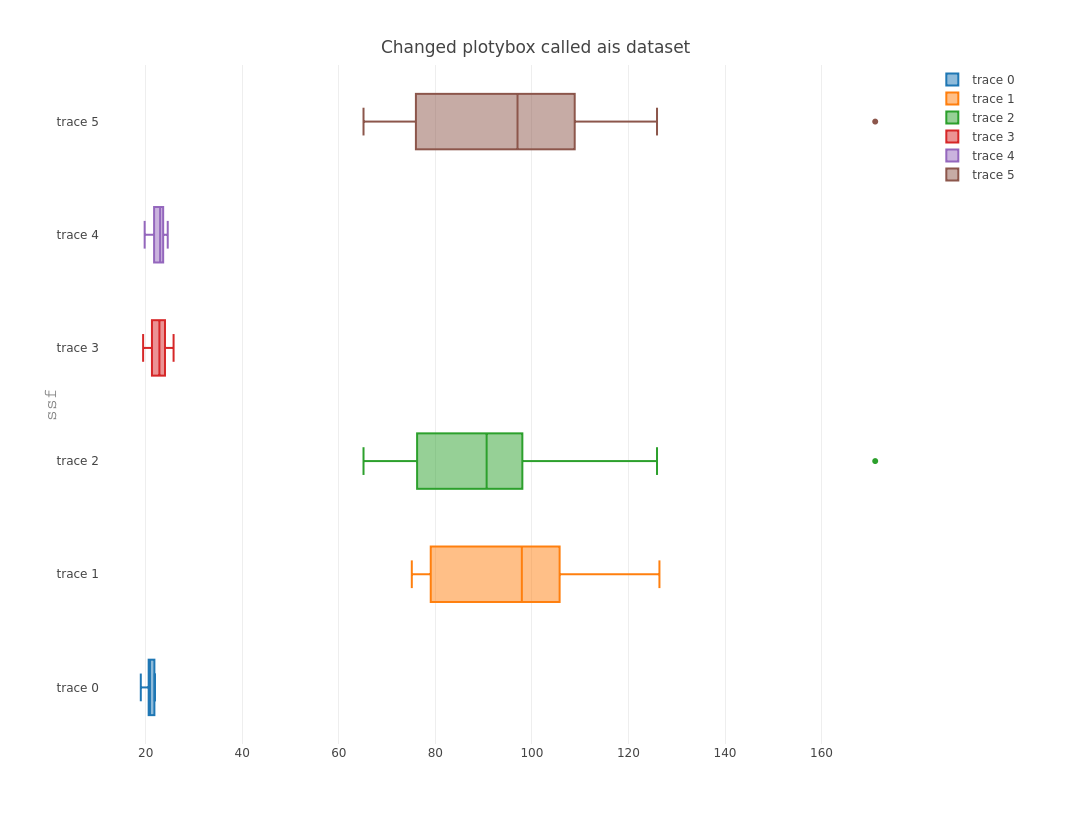 Changed plotybox called ais dataset
trace 0
trace 1
trace 2
trace 3
trace 4
trace 5
trace 5
trace 4
trace 3
ssf
trace 2
trace 1
trace 0
20 40 60 80 100 120 140 160